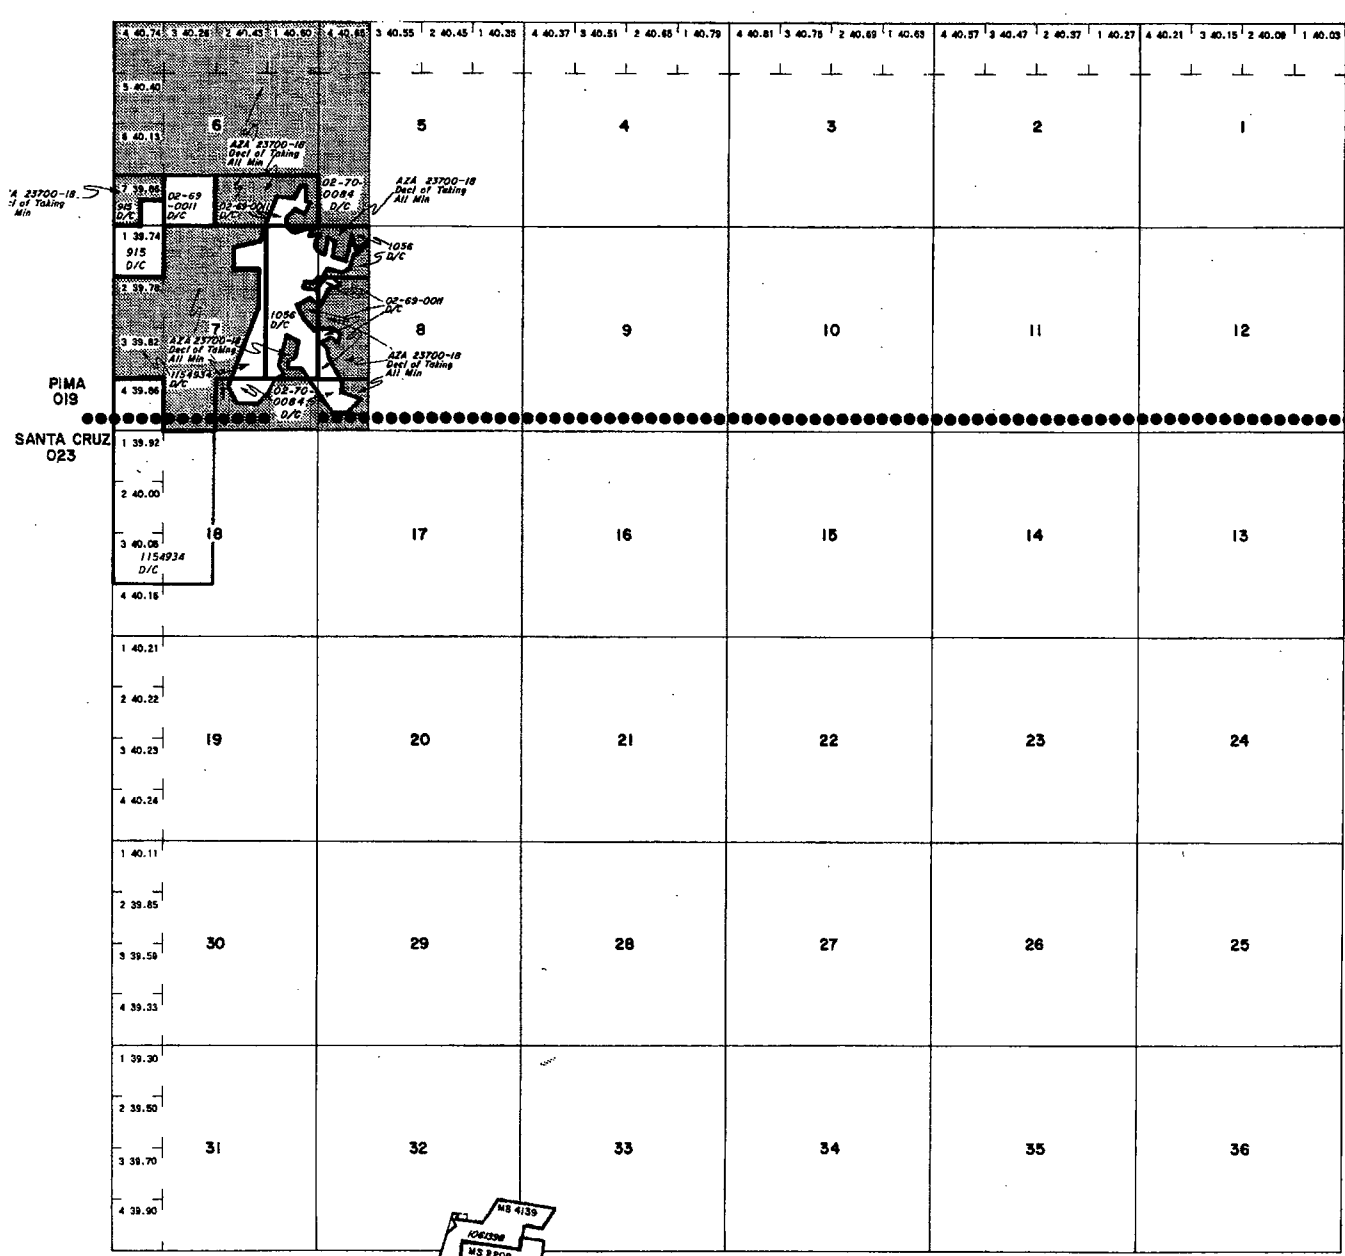 4 40.74 3 40.26 2 40.43 1 40.60 4 40.65 3 40.55 2 40.45 1 40.35 4 40.37 3 40.51 2 40.65 1 40.79 4 40.81 3 40.75 2 40.69 1 40.63 4 40.57 3 40.47 2 40.37 1 40.27 4 40.21 3 40.15 2 40.09 1 40.03
5 40.40
6 40.13
6 5 4 3 2 1
AZA 23700-18
Decl of Taking
All Min
7 39.86
02-69
-0011
D/C
02-69-0011
D/C
02-70-
0084
D/C
AZA 23700-18
Decl of Taking
All Min
'A 23700-18
:l of Taking
Min
915
D/C
1 39.74
915
D/C
1056
D/C
2 39.78
02-69-0011
D/C
1056
D/C
7 8 9 10 11 12
3 39.82
AZA 23700-18
Decl of Taking
All Min
AZA 23700-18
Decl of Taking
All Min
1154934
D/C
4 39.86
02-70-
0084
D/C
PIMA
019
SANTA CRUZ
023
1 39.92
2 40.00
18 17 16 15 14 13
3 40.08
1154934
D/C
4 40.16
1 40.21
2 40.22
19 20 21 22 23 24
3 40.23
4 40.24
1 40.11
2 39.85
30 29 28 27 26 25
3 39.59
4 39.33
1 39.30
2 39.50
31 32 33 34 35 36
3 39.70
4 39.90
MS 4139